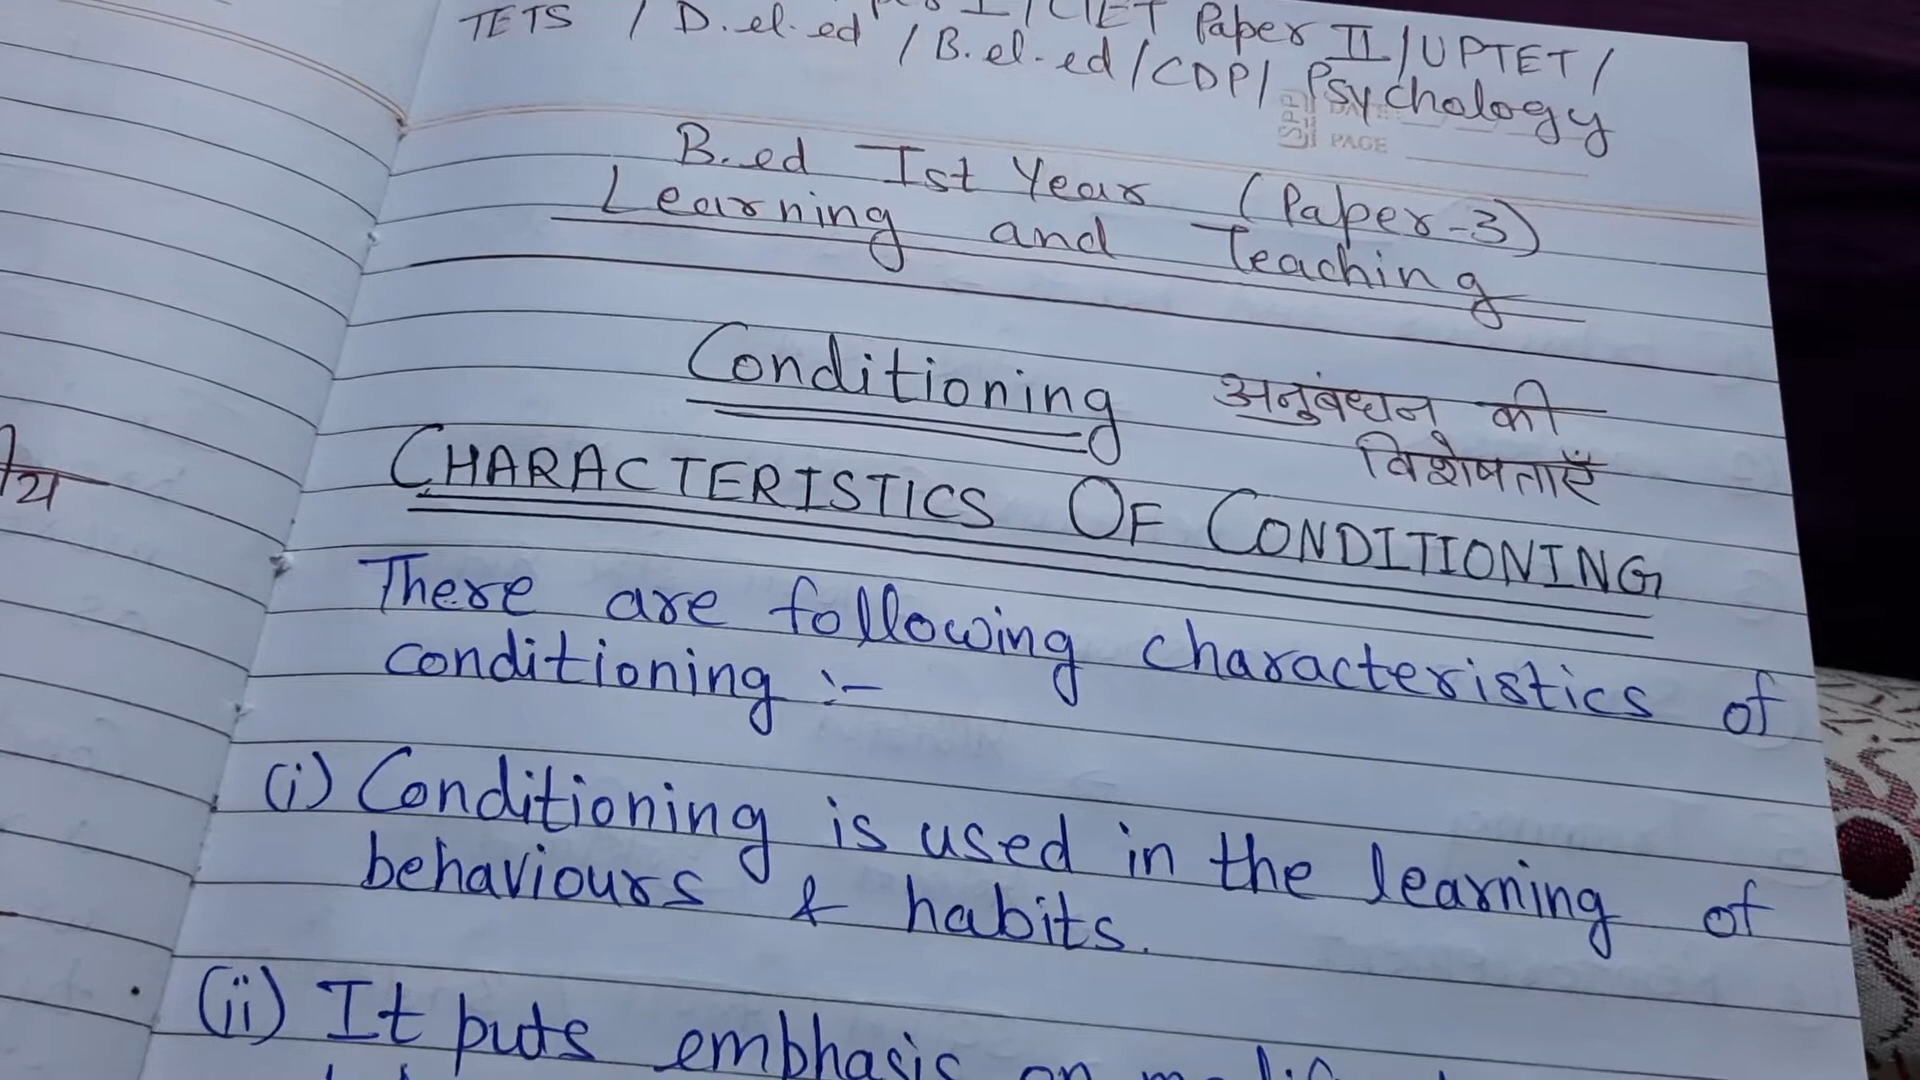 CTET Paper II / UPTET /
TETS / D.el.ed / B.el.ed / CDP / Psychology
PAGE
B.ed Ist Year (Paper-3)
Learning and Teaching
Conditioning अनुबंधन की
विशेषताएँ
CHARACTERISTICS OF CONDITIONING
There are following characteristics of
conditioning :-
(i) Conditioning is used in the learning of
behaviours & habits.
(ii) It puts emphasis on